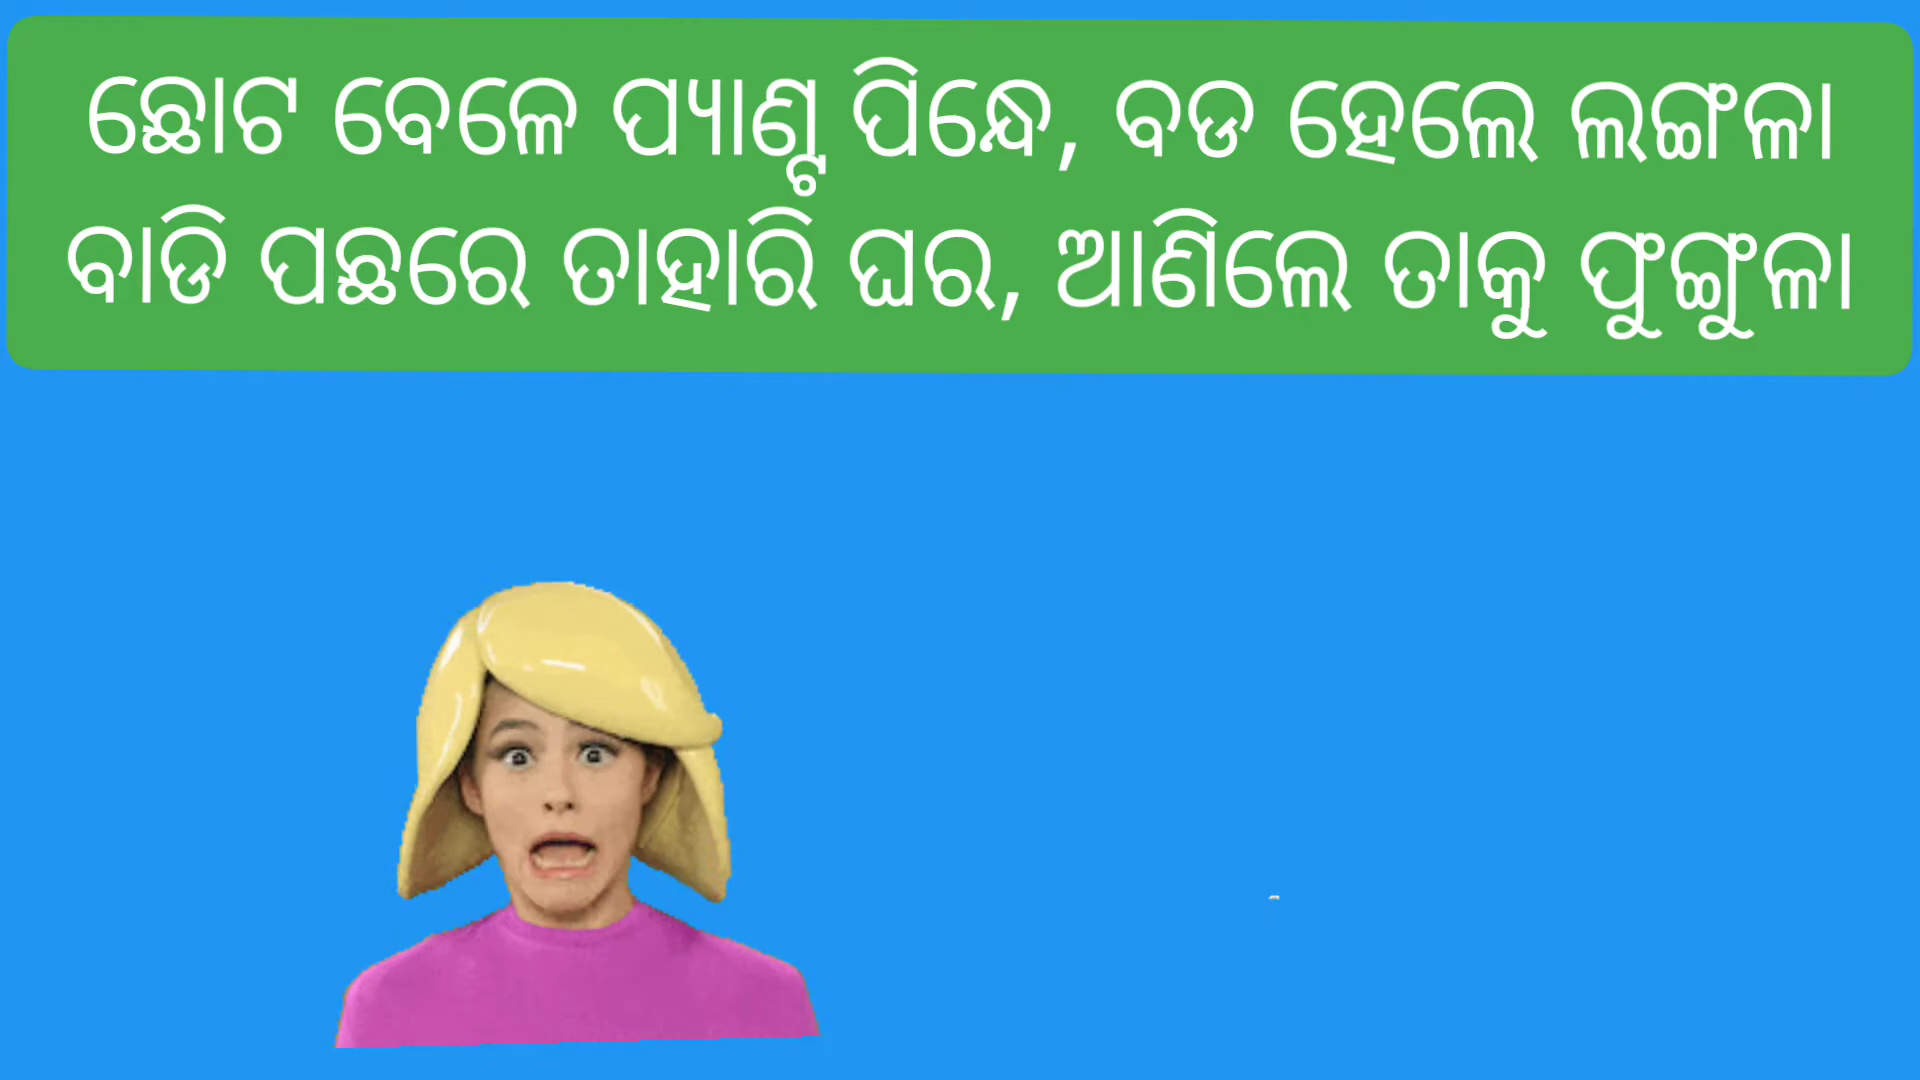 ଛୋଟ ବେଳେ ପ୍ୟାଣ୍ଟ ପିନ୍ଧେ, ବଡ ହେଲେ ଲଙ୍ଗଳା
ବାଡି ପଛରେ ତାହାରି ଘର, ଆଣିଲେ ତାକୁ ଫୁଙ୍ଗୁଳା